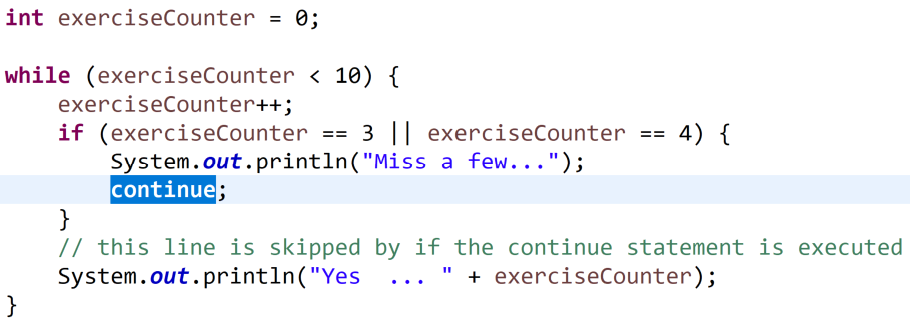 int exerciseCounter = 0;
while (exerciseCounter < 10) {
exerciseCounter++;
if (exerciseCounter == 3 || exerciseCounter == 4) {
System.out.println("Miss a few...");
continue;
}
// this line is skipped by if the continue statement is executed
System.out.println("Yes  ... " + exerciseCounter);
}